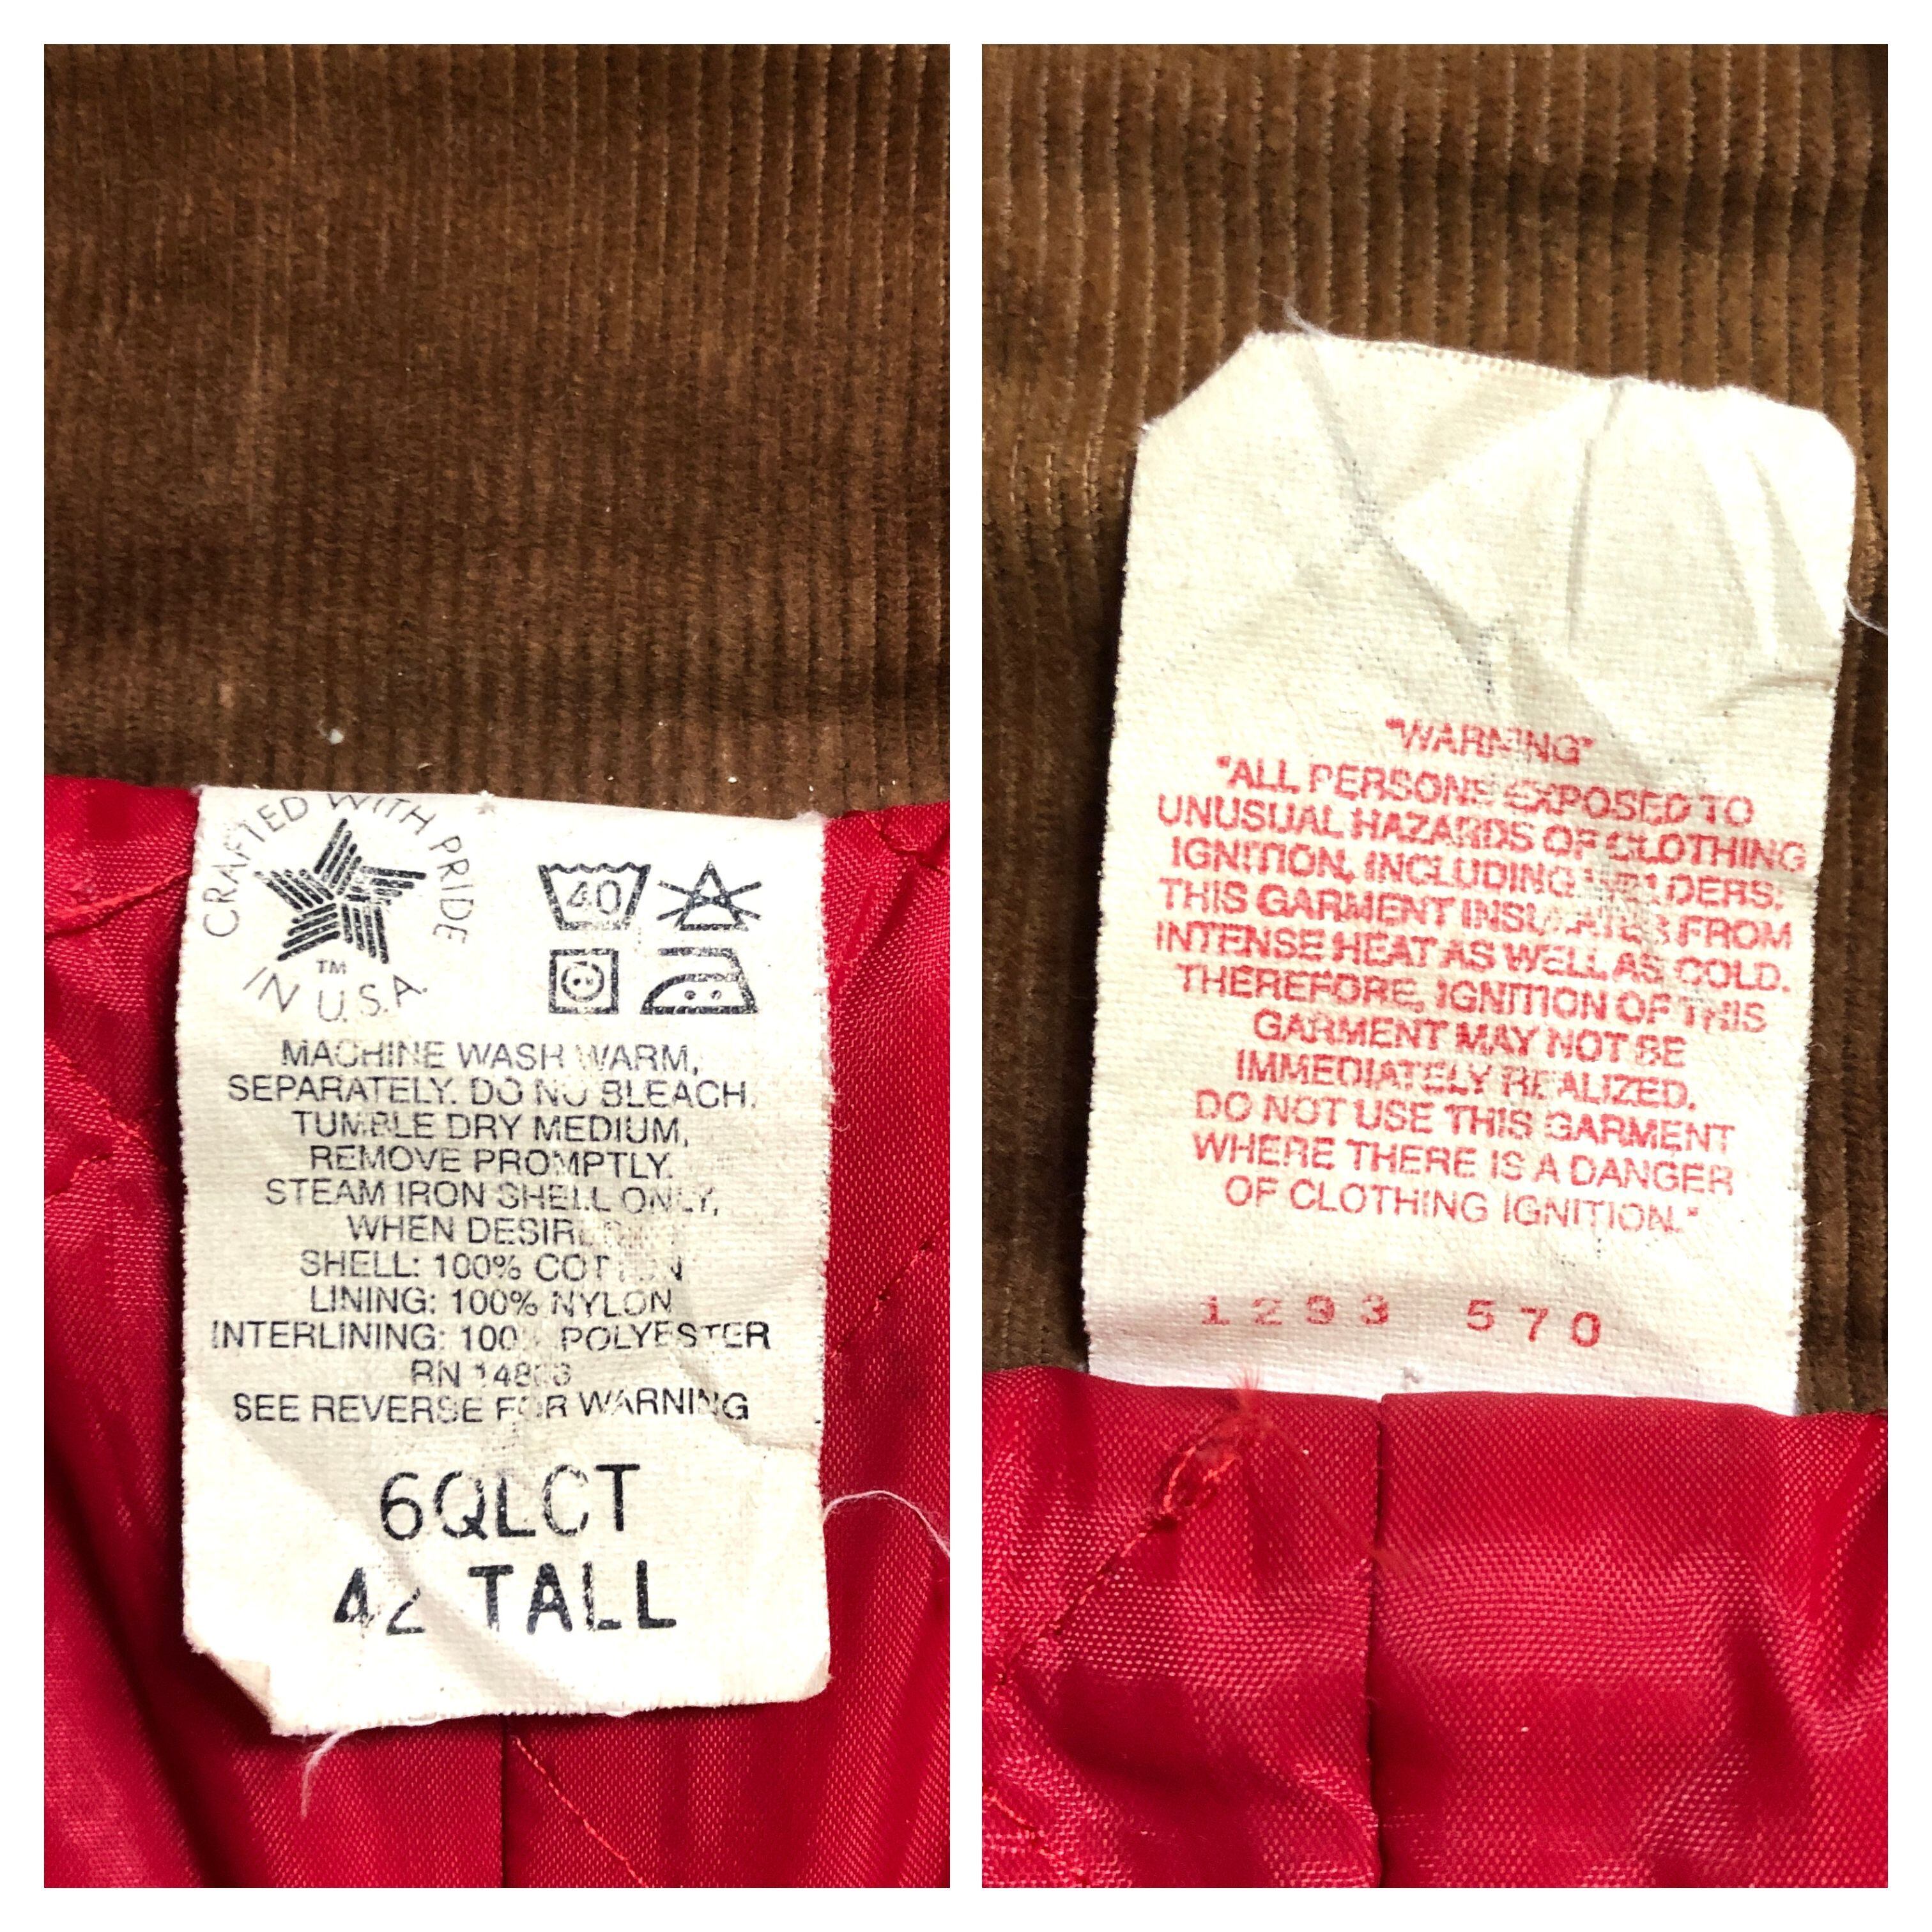 CRAFTED WITH PRIDE
IN U.S.A.
TM
40
MACHINE WASH WARM,
SEPARATELY. DO NO BLEACH.
TUMBLE DRY MEDIUM,
REMOVE PROMPTLY.
STEAM IRON SHELL ONLY,
WHEN
SHELL: 100% COTTON
LINING: 100% NYLON
INTERLINING: 100% POLYESTER
RN
SEE REVERSE FOR WARNING
6QLCT
42 TALL
"WARNING"
"ALL PERSONS EXPOSED TO
UNUSUAL HAZARDS OF CLOTHING
IGNITION, INCLUDING WELDERS.
THIS GARMENT INSULATES FROM
INTENSE HEAT AS WELL AS COLD.
THEREFORE, IGNITION OF THIS
GARMENT MAY NOT BE
IMMEDIATELY REALIZED.
DO NOT USE THIS GARMENT
WHERE THERE IS A DANGER
OF CLOTHING IGNITION."
1293 570